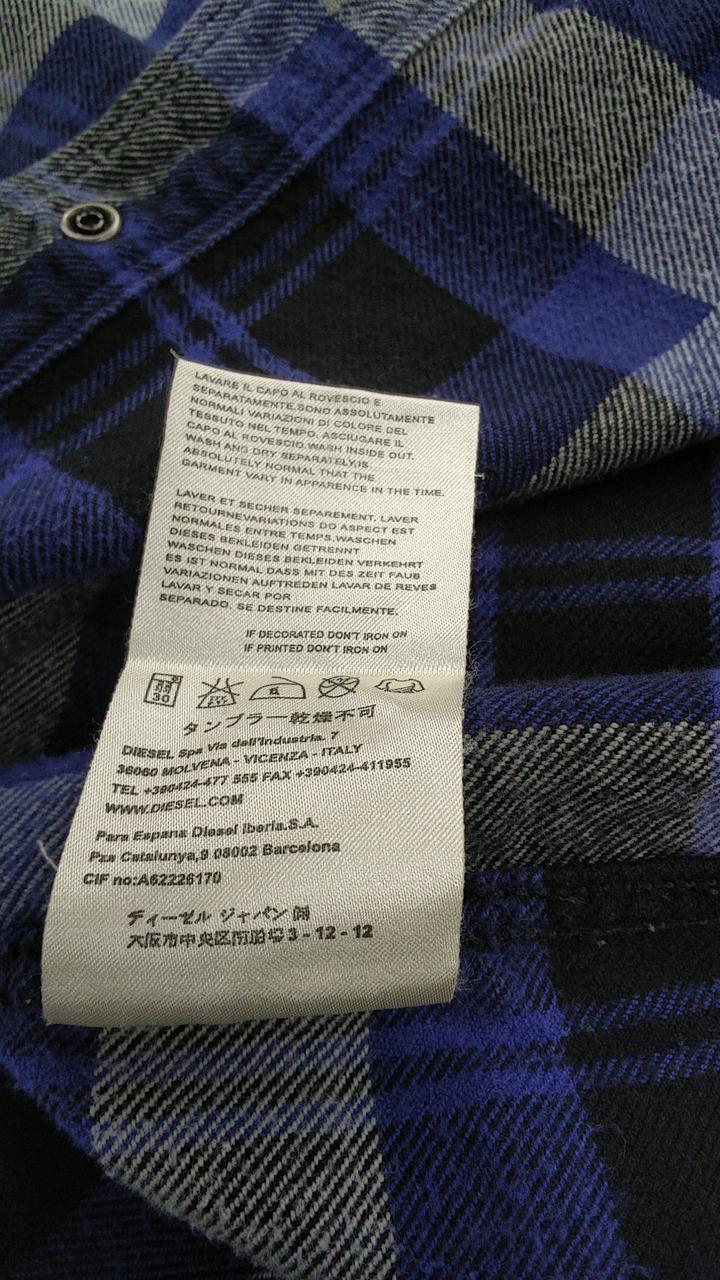 LAVARE IL CAPO AL ROVESCIO E
SEPARATAMENTE.SONO ASSOLUTAMENTE
NORMALI VARIAZIONI DI COLORE DEL
TESSUTO NEL TEMPO. ASCIUGARE IL
CAPO AL ROVESCIO WASH INSIDE OUT.
WASH AND DRY SEPARATELY,IS
ABSOLUTELY NORMAL THAT THE
GARMENT VARY IN APPARENCE IN THE TIME.
LAVER ET SECHER SEPAREMENT. LAVER
RETOURNEVARIATIONS DO ASPECT EST
NORMALES ENTRE TEMPS.WASCHEN
DIESES BEKLEIDEN GETRENNT
WASCHEN DIESES BEKLEIDEN VERKEHRT
ES IST NORMAL DASS MIT DES ZEIT FAUB
VARIAZIONEN AUFTREDEN LAVAR DE REVES
LAVAR Y SECAR POR
SEPARADO. SE DESTINE FACILMENTE.
IF DECORATED DON'T IRON ON
IF PRINTED DON'T IRON ON
30
タンブラー乾燥不可
DIESEL Spa Via dell'Industria. 7
36060 MOLVENA - VICENZA - ITALY
TEL +390424-477 555 FAX +390424-411955
WWW.DIESEL.COM
Para Espana Diesel Iberia.S.A.
Pza Catalunya,9 08002 Barcelona
CIF no:A62226170
ディーゼル ジャパン ㈱
大阪市中央区南船場 3 - 12 - 12